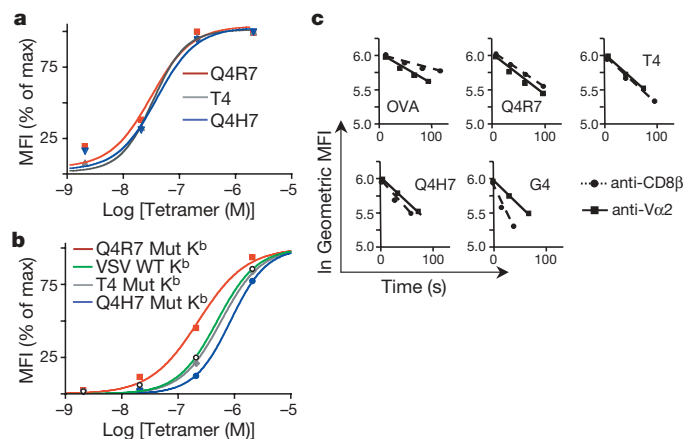 a
MFI (% of max)
75
25
Q4R7
T4
Q4H7
–9 –8 –7 –6 –5
Log [Tetramer (M)]
b
Q4R7 Mut Kᵇ
VSV WT Kᵇ
T4 Mut Kᵇ
Q4H7 Mut Kᵇ
MFI (% of max)
75
25
–9 –8 –7 –6 –5
Log [Tetramer (M)]
c
ln Geometric MFI
6.0
5.5
5.0
OVA
0 100
6.0
5.5
5.0
Q4R7
0 100
6.0
5.5
5.0
T4
0 100
6.0
5.5
5.0
Q4H7
0 100
6.0
5.5
5.0
G4
0 100
anti-CD8β
anti-Vα2
Time (s)